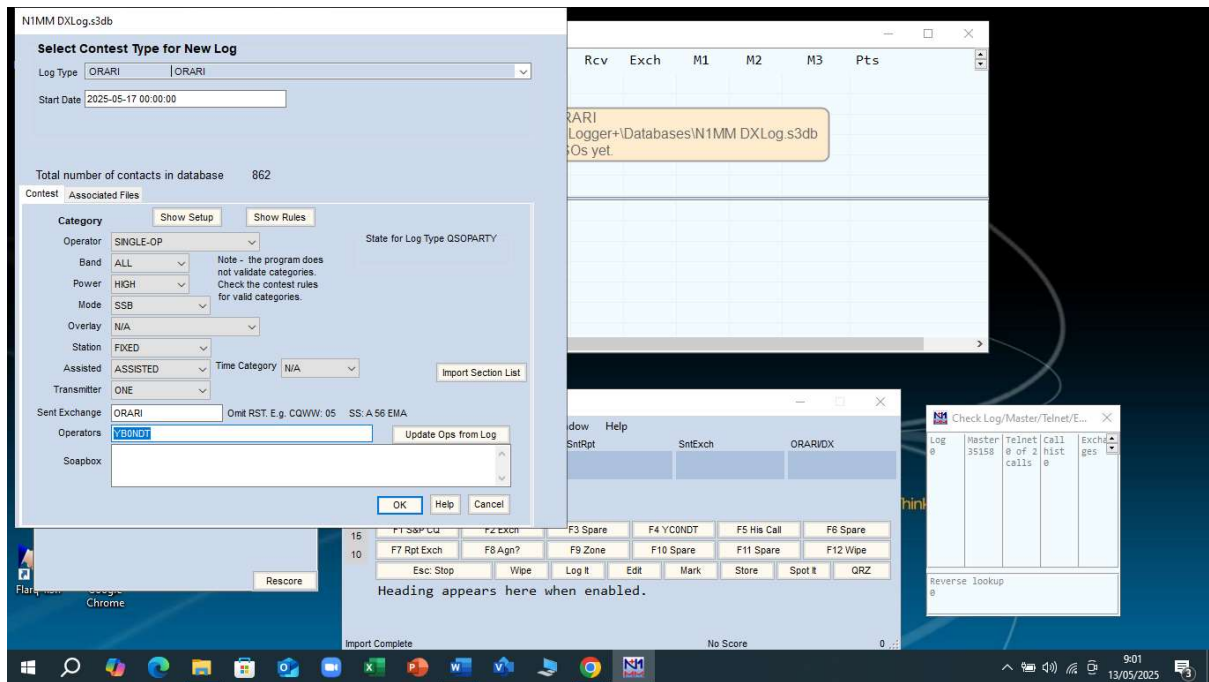 N1MM DXLog.s3db
Select Contest Type for New Log
Log Type ORARI ORARI
Start Date 2025-05-17 00:00:00
Total number of contacts in database 862
Contest Associated Files
Category Show Setup Show Rules
Operator SINGLE-OP State for Log Type QSOPARTY
Band ALL
Note - the program does
not validate categories.
Power HIGH Check the contest rules
for valid categories.
Mode SSB
Overlay N/A
Station FIXED
Assisted ASSISTED Time Category N/A Import Section List
Transmitter ONE
Sent Exchange ORARI Omit RST. E.g. CQWW: 05 SS: A 56 EMA
Operators YB0NDT Update Ops from Log
Soapbox
OK Help Cancel
Rcv Exch M1 M2 M3 Pts
RARI
Logger+\Databases\N1MM DXLog.s3db
SOs yet.
dow Help
SntRpt SntExch ORARI/DX
15 F1 S&P CQ F2 Exch F3 Spare F4 YC0NDT F5 His Call F6 Spare
10 F7 Rpt Exch F8 Agn? F9 Zone F10 Spare F11 Spare F12 Wipe
Esc: Stop Wipe Log It Edit Mark Store Spot It QRZ
Heading appears here when enabled.
Import Complete No Score 0
Rescore
Chrome
Check Log/Master/Telnet/E...
Log Master Telnet Call Excha
0 35158 0 of 2 hist ges
calls 0
Reverse lookup
0
9:01
13/05/2025
3